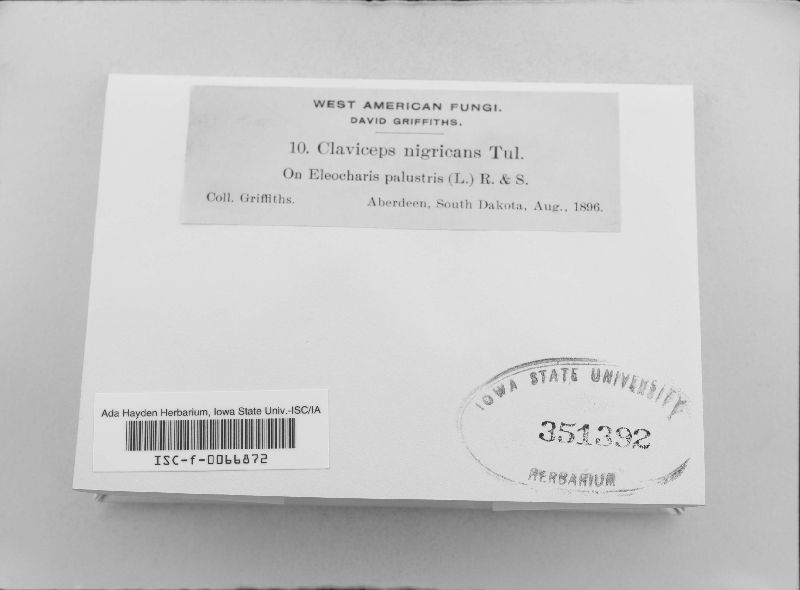 WEST AMERICAN FUNGI.
DAVID GRIFFITHS.
10. Claviceps nigricans Tul.
On Eleocharis palustris (L.) R. & S.
Coll. Griffiths. Aberdeen, South Dakota, Aug., 1896.
Ada Hayden Herbarium, Iowa State Univ.-ISC/IA
ISC-f-0066872
IOWA STATE UNIVERSITY
351392
HERBARIUM